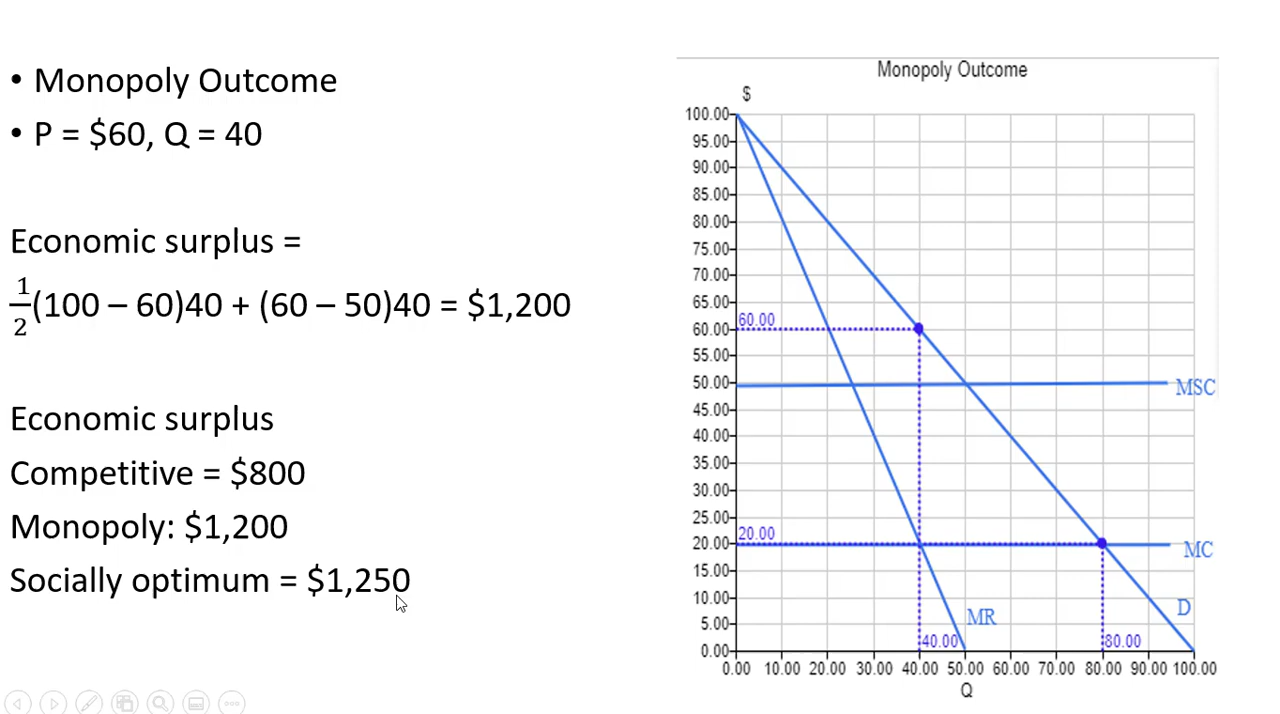 • Monopoly Outcome
• P = $60, Q = 40
Economic surplus =
1/2(100 – 60)40 + (60 – 50)40 = $1,200
Economic surplus
Competitive = $800
Monopoly: $1,200
Socially optimum = $1,250
Monopoly Outcome
$
100.00
95.00
90.00
85.00
80.00
75.00
70.00
65.00
60.00
55.00
50.00
45.00
40.00
35.00
30.00
25.00
20.00
15.00
10.00
5.00
0.00
60.00
MSC
20.00
MC
D
MR
40.00
80.00
0.00 10.00 20.00 30.00 40.00 50.00 60.00 70.00 80.00 90.00 100.00
Q